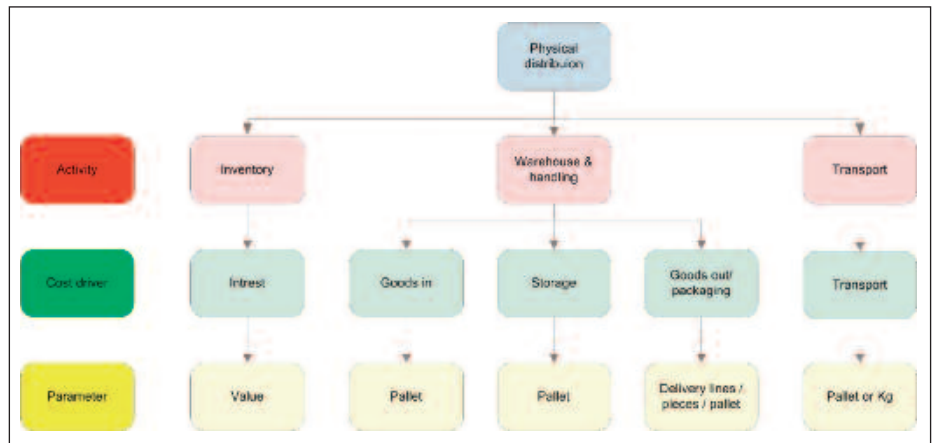 Physical
distribuion
Activity
Inventory
Warehouse &
handling
Transport
Cost driver
Intrest
Goods in
Storage
Goods out/
packaging
Transport
Parameter
Value
Pallet
Pallet
Delivery lines /
pieces / pallet
Pallet or Kg